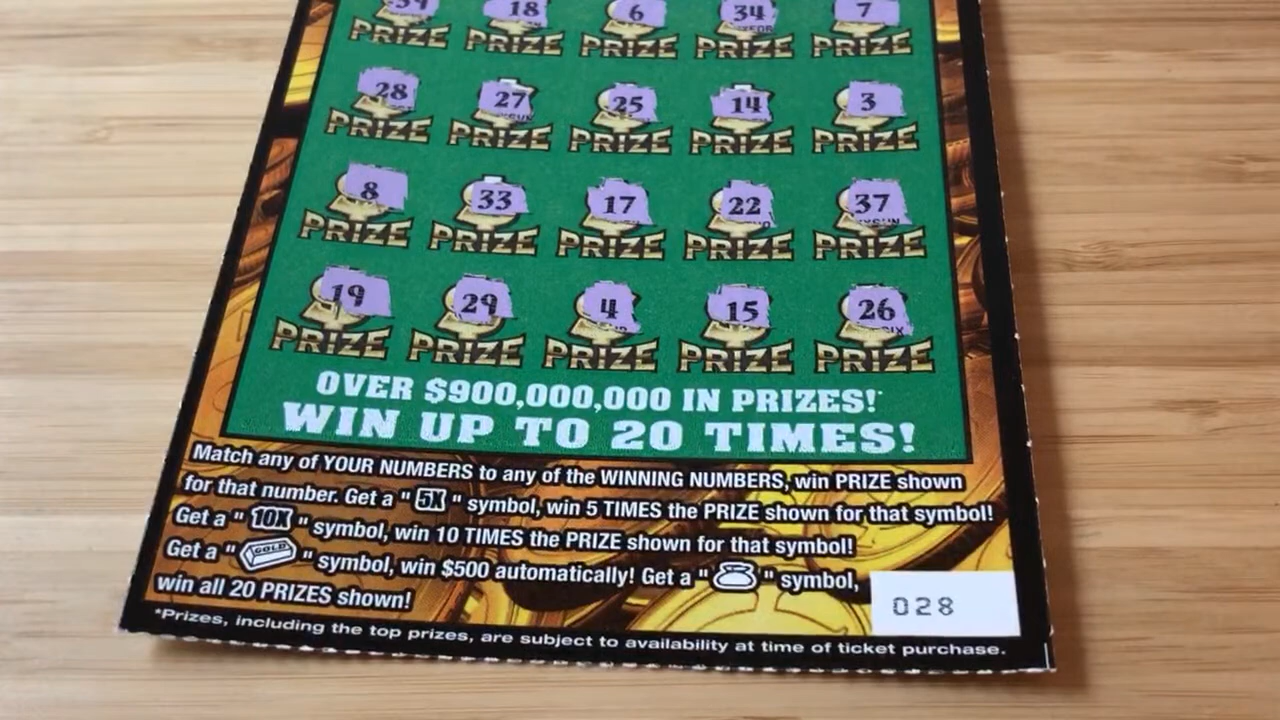 39 18 6 34 7
PRIZE PRIZE PRIZE PRIZE PRIZE
28 27 25 14 3
PRIZE PRIZE PRIZE PRIZE PRIZE
8 33 17 22 37
PRIZE PRIZE PRIZE PRIZE PRIZE
19 29 4 15 26
PRIZE PRIZE PRIZE PRIZE PRIZE
OVER $900,000,000 IN PRIZES!*
WIN UP TO 20 TIMES!
Match any of YOUR NUMBERS to any of the WINNING NUMBERS, win PRIZE shown
for that number. Get a "5X" symbol, win 5 TIMES the PRIZE shown for that symbol!
Get a "10X" symbol, win 10 TIMES the PRIZE shown for that symbol!
Get a "GOLD" symbol, win $500 automatically! Get a " " symbol,
win all 20 PRIZES shown!
028
*Prizes, including the top prizes, are subject to availability at time of ticket purchase.